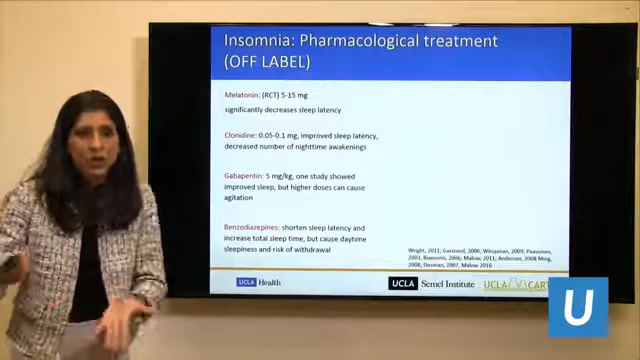 Insomnia: Pharmacological treatment
(OFF LABEL)
Melatonin: (RCT) 5-15 mg
significantly decreases sleep latency
Clonidine: 0.05-0.1 mg, improved sleep latency,
decreased number of nighttime awakenings
Gabapentin: 5 mg/kg, one study showed
improved sleep, but higher doses can cause
agitation
Benzodiazepines: shorten sleep latency and
increase total sleep time, but cause daytime
sleepiness and risk of withdrawal
Wright, 2011; Garstand, 2006; Wirojanan, 2009; Paavonen,
2003, Giannotti, 2006; Malow, 2011; Andersen, 2008 Ming,
2008; Dosman, 2007, Malow 2016
UCLA Health
UCLA Semel Institute
UCLA CART
U